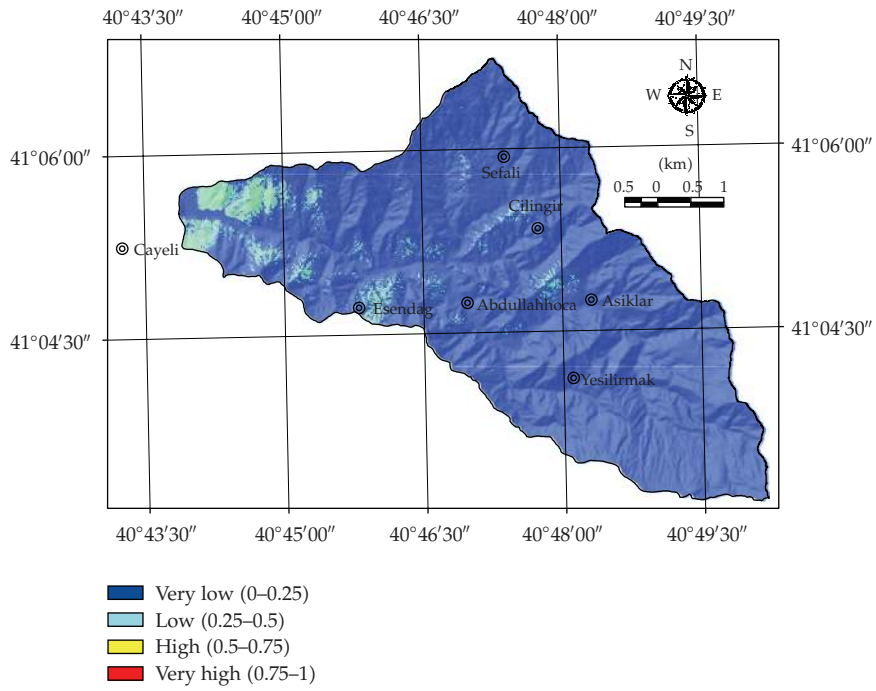 40°43′30″ 40°45′00″ 40°46′30″ 40°48′00″ 40°49′30″
N
W E
S
41°06′00″ 41°06′00″
(km)
Sefali
0.5 0 0.5 1
Cilingir
Cayeli
Esendag Abdullahhoca Asiklar
41°04′30″ 41°04′30″
Yesilirmak
40°43′30″ 40°45′00″ 40°46′30″ 40°48′00″ 40°49′30″
Very low (0–0.25)
Low (0.25–0.5)
High (0.5–0.75)
Very high (0.75–1)